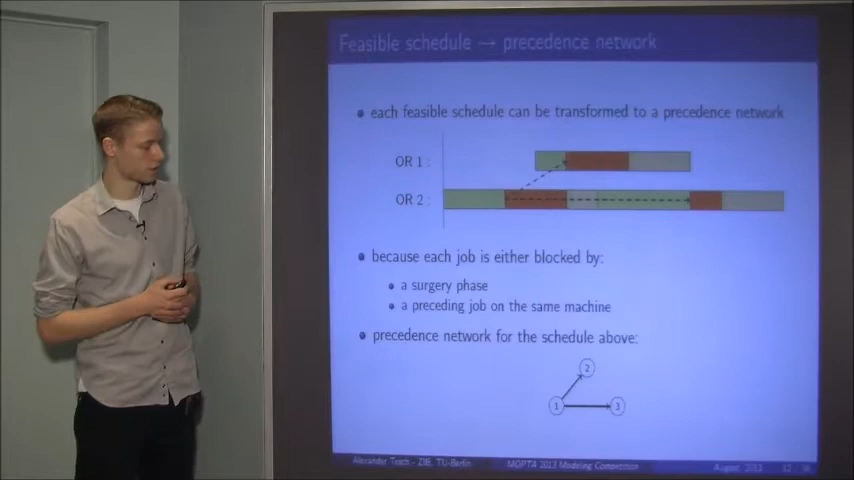 Feasible schedule → precedence network
each feasible schedule can be transformed to a precedence network
OR 1 :
OR 2 :
because each job is either blocked by:
a surgery phase
a preceding job on the same machine
precedence network for the schedule above:
2
1 3
Alexander Tesch - ZIB, TU-Berlin MOPTA 2013 Modeling Competition August 2013